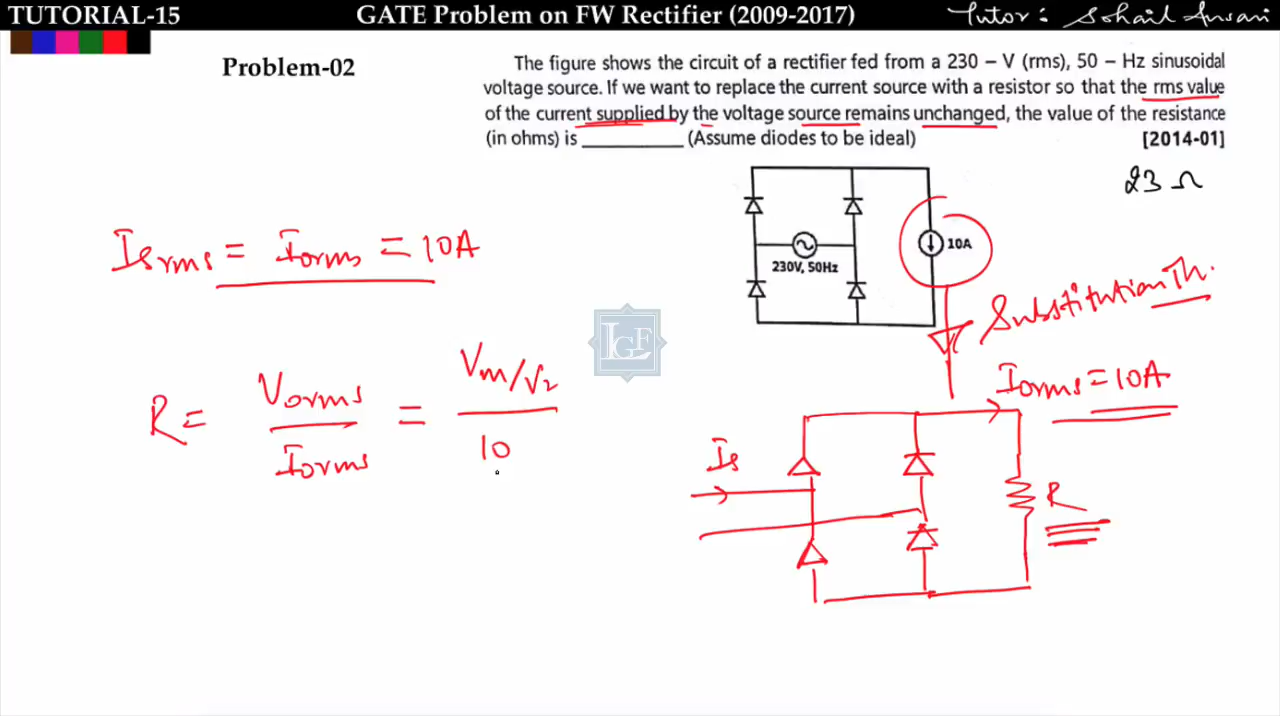 TUTORIAL-15
GATE Problem on FW Rectifier (2009-2017)
Tutor: Sohail Ansari
Problem-02
The figure shows the circuit of a rectifier fed from a 230 – V (rms), 50 – Hz sinusoidal
voltage source. If we want to replace the current source with a resistor so that the rms value
of the current supplied by the voltage source remains unchanged, the value of the resistance
(in ohms) is __________ (Assume diodes to be ideal) [2014-01]
23 Ω
10A
230V, 50Hz
Substitution Th.
Isrms = Iorms = 10A
R = Vorms / Iorms = Vm/√2 / 10
Iorms = 10A
Is
R
LGF